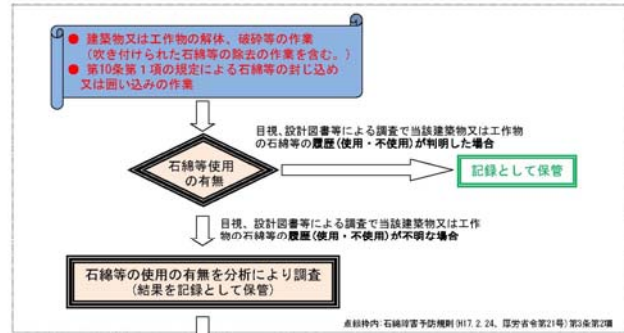 ● 建築物又は工作物の解体、破砕等の作業
(吹き付けられた石綿等の除去の作業を含む。)
● 第10条第1項の規定による石綿等の封じ込め
又は囲い込みの作業
目視、設計図書等による調査で当該建築物又は工作物
の石綿等の履歴(使用・不使用)が判明した場合
石綿等使用
の有無
記録として保管
目視、設計図書等による調査で当該建築物又は工作
物の石綿等の履歴(使用・不使用)が不明な場合
石綿等の使用の有無を分析により調査
(結果を記録として保管)
点線枠内:石綿障害予防規則(H17.2.24、厚労省令第21号)第3条第2項